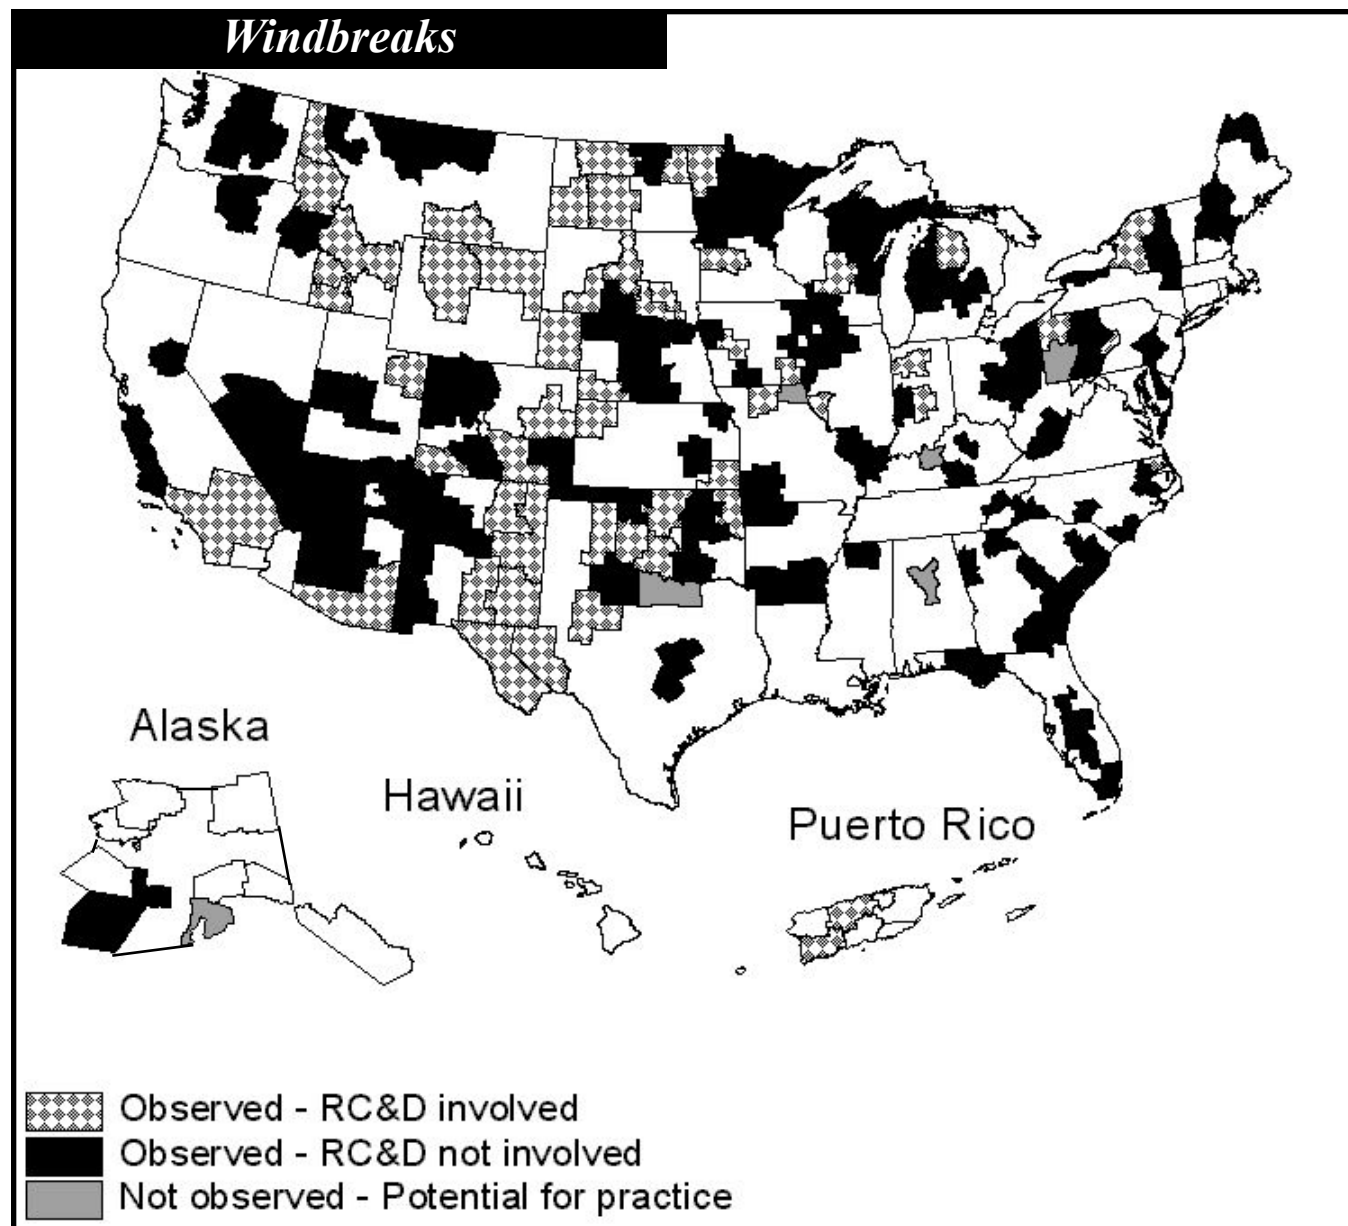 Windbreaks
Alaska
Hawaii
Puerto Rico
Observed - RC&D involved
Observed - RC&D not involved
Not observed - Potential for practice